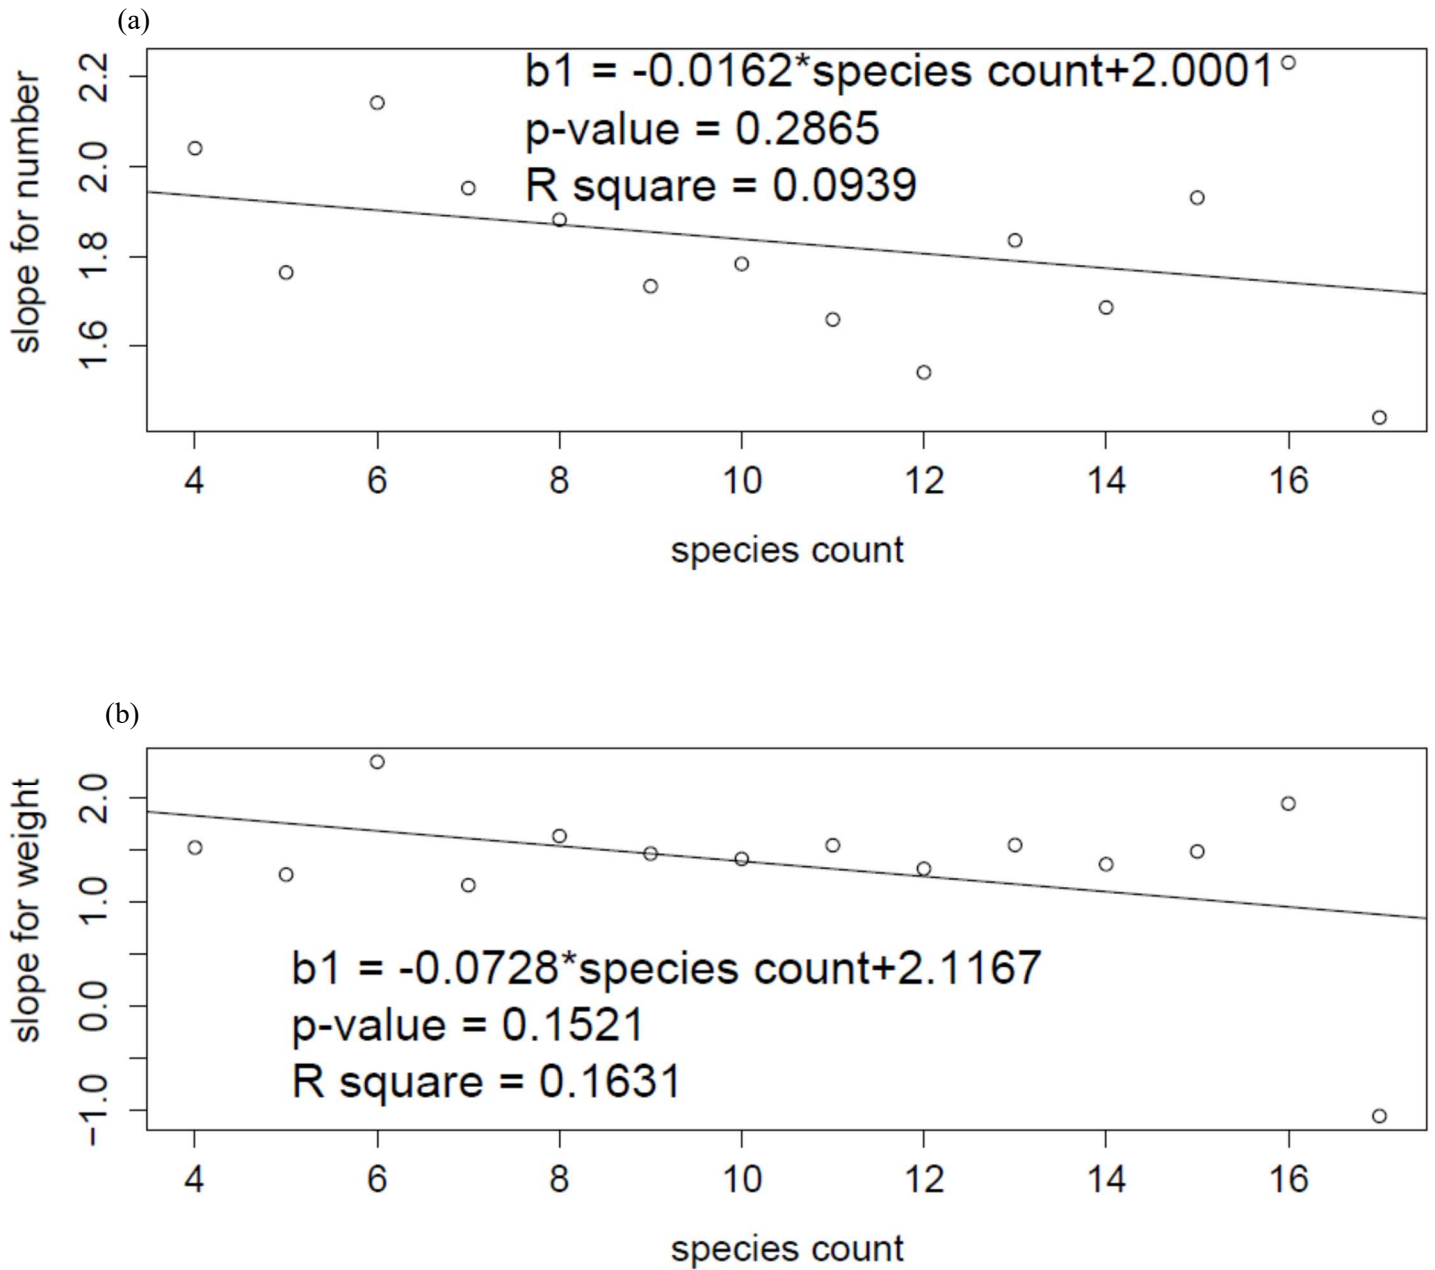 (a)
b1 = -0.0162*species count+2.0001
p-value = 0.2865
R square = 0.0939
slope for number
2.2
2.0
1.8
1.6
4 6 8 10 12 14 16
species count
(b)
slope for weight
2.0
1.0
0.0
−1.0
b1 = -0.0728*species count+2.1167
p-value = 0.1521
R square = 0.1631
4 6 8 10 12 14 16
species count